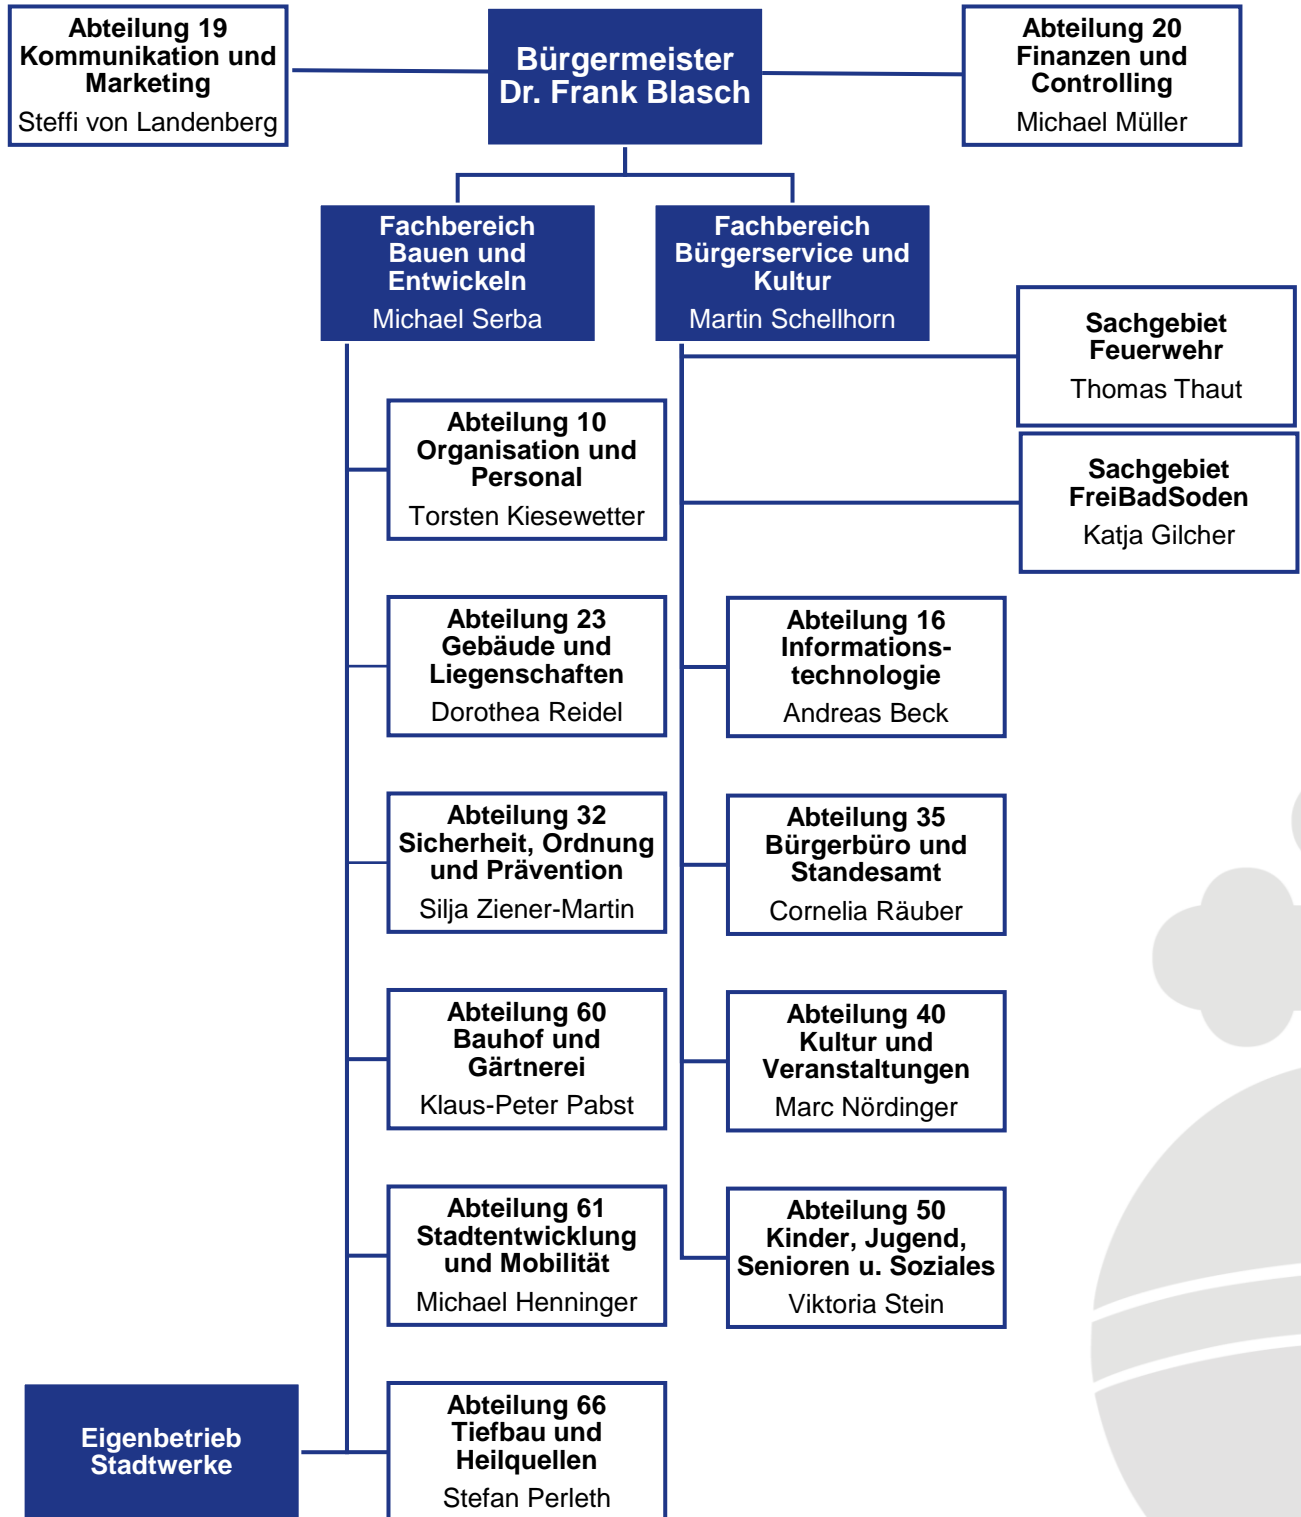 Abteilung 19
Kommunikation und
Marketing
Steffi von Landenberg
Bürgermeister
Dr. Frank Blasch
Abteilung 20
Finanzen und
Controlling
Michael Müller
Fachbereich
Bauen und
Entwickeln
Michael Serba
Fachbereich
Bürgerservice und
Kultur
Martin Schellhorn
Sachgebiet
Feuerwehr
Thomas Thaut
Sachgebiet
FreiBadSoden
Katja Gilcher
Abteilung 10
Organisation und
Personal
Torsten Kiesewetter
Abteilung 23
Gebäude und
Liegenschaften
Dorothea Reidel
Abteilung 32
Sicherheit, Ordnung
und Prävention
Silja Ziener-Martin
Abteilung 60
Bauhof und
Gärtnerei
Klaus-Peter Pabst
Abteilung 61
Stadtentwicklung
und Mobilität
Michael Henninger
Abteilung 66
Tiefbau und
Heilquellen
Stefan Perleth
Eigenbetrieb
Stadtwerke
Abteilung 16
Informations-
technologie
Andreas Beck
Abteilung 35
Bürgerbüro und
Standesamt
Cornelia Räuber
Abteilung 40
Kultur und
Veranstaltungen
Marc Nördinger
Abteilung 50
Kinder, Jugend,
Senioren u. Soziales
Viktoria Stein